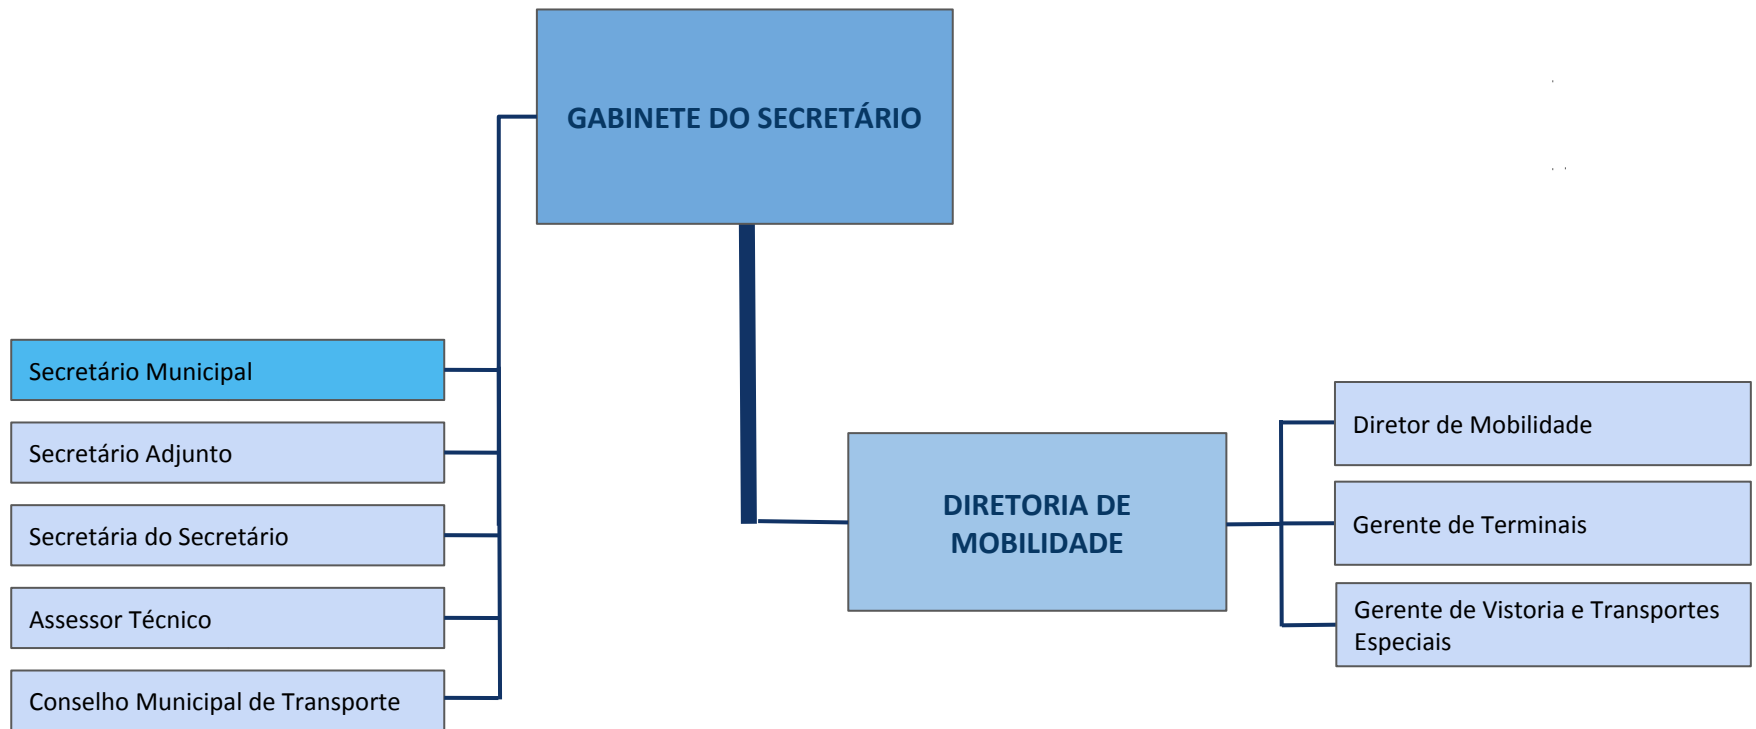 GABINETE DO SECRETÁRIO
Secretário Municipal
Secretário Adjunto
Secretária do Secretário
Assessor Técnico
Conselho Municipal de Transporte
DIRETORIA DE
MOBILIDADE
Diretor de Mobilidade
Gerente de Terminais
Gerente de Vistoria e Transportes
Especiais